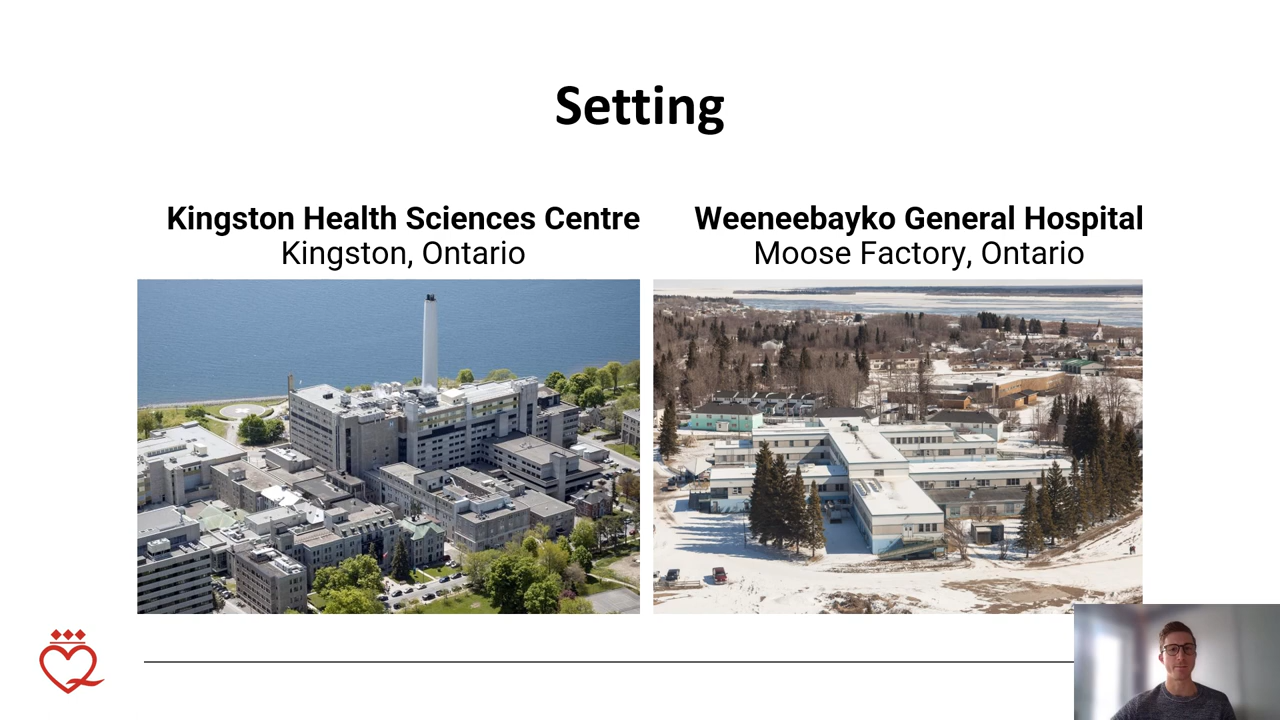 Setting
Kingston Health Sciences Centre
Kingston, Ontario
Weeneebayko General Hospital
Moose Factory, Ontario